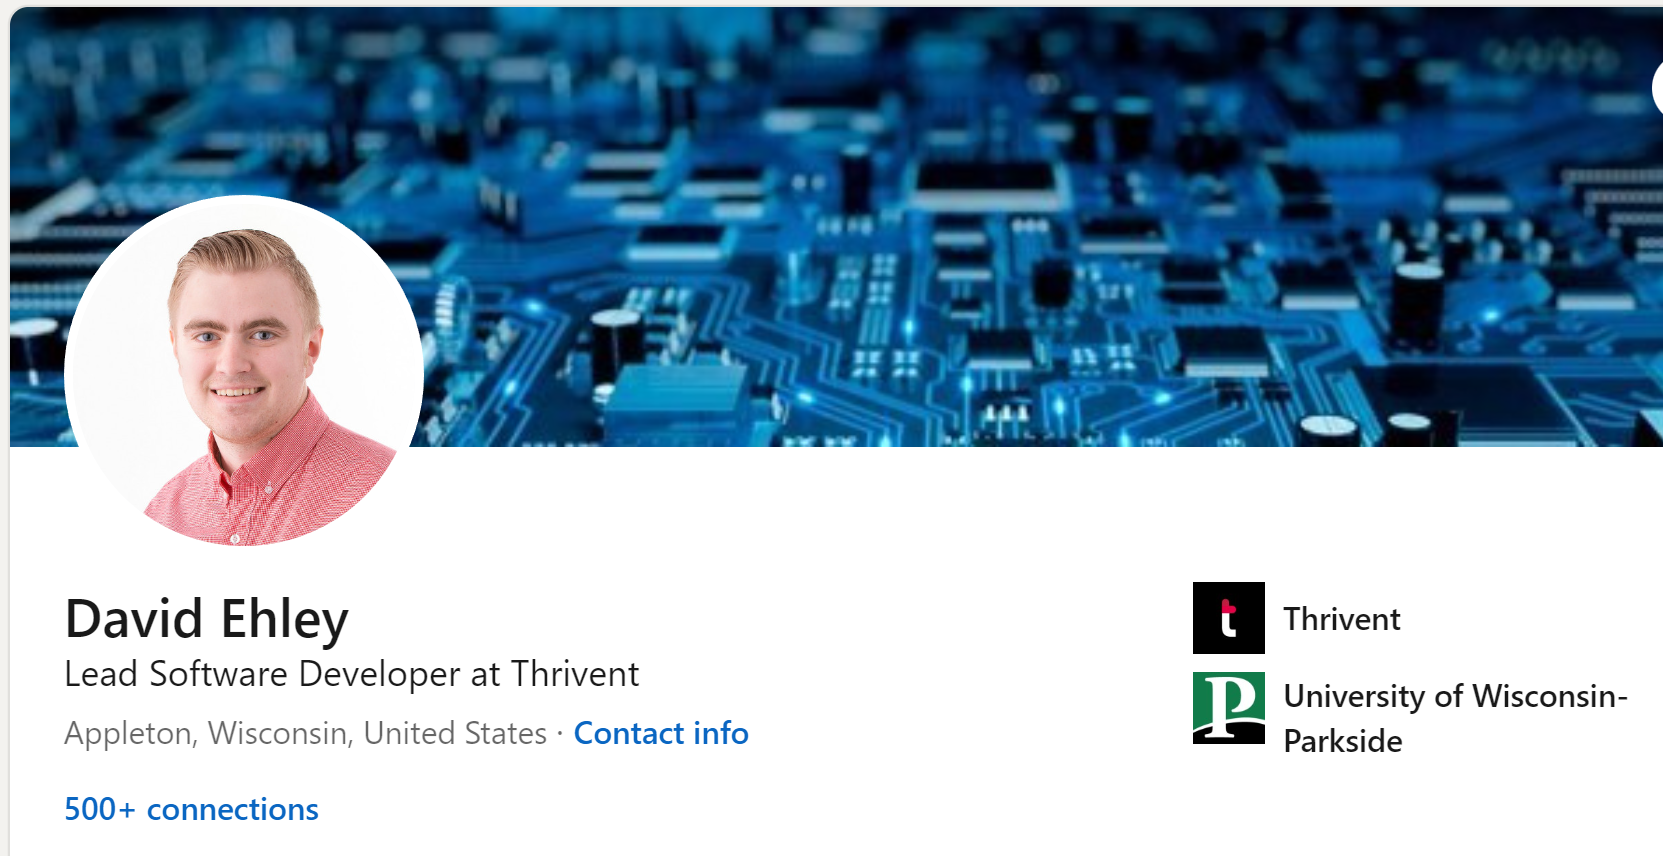 David Ehley
Lead Software Developer at Thrivent
Appleton, Wisconsin, United States · Contact info
500+ connections
t
Thrivent
P
University of Wisconsin-
Parkside